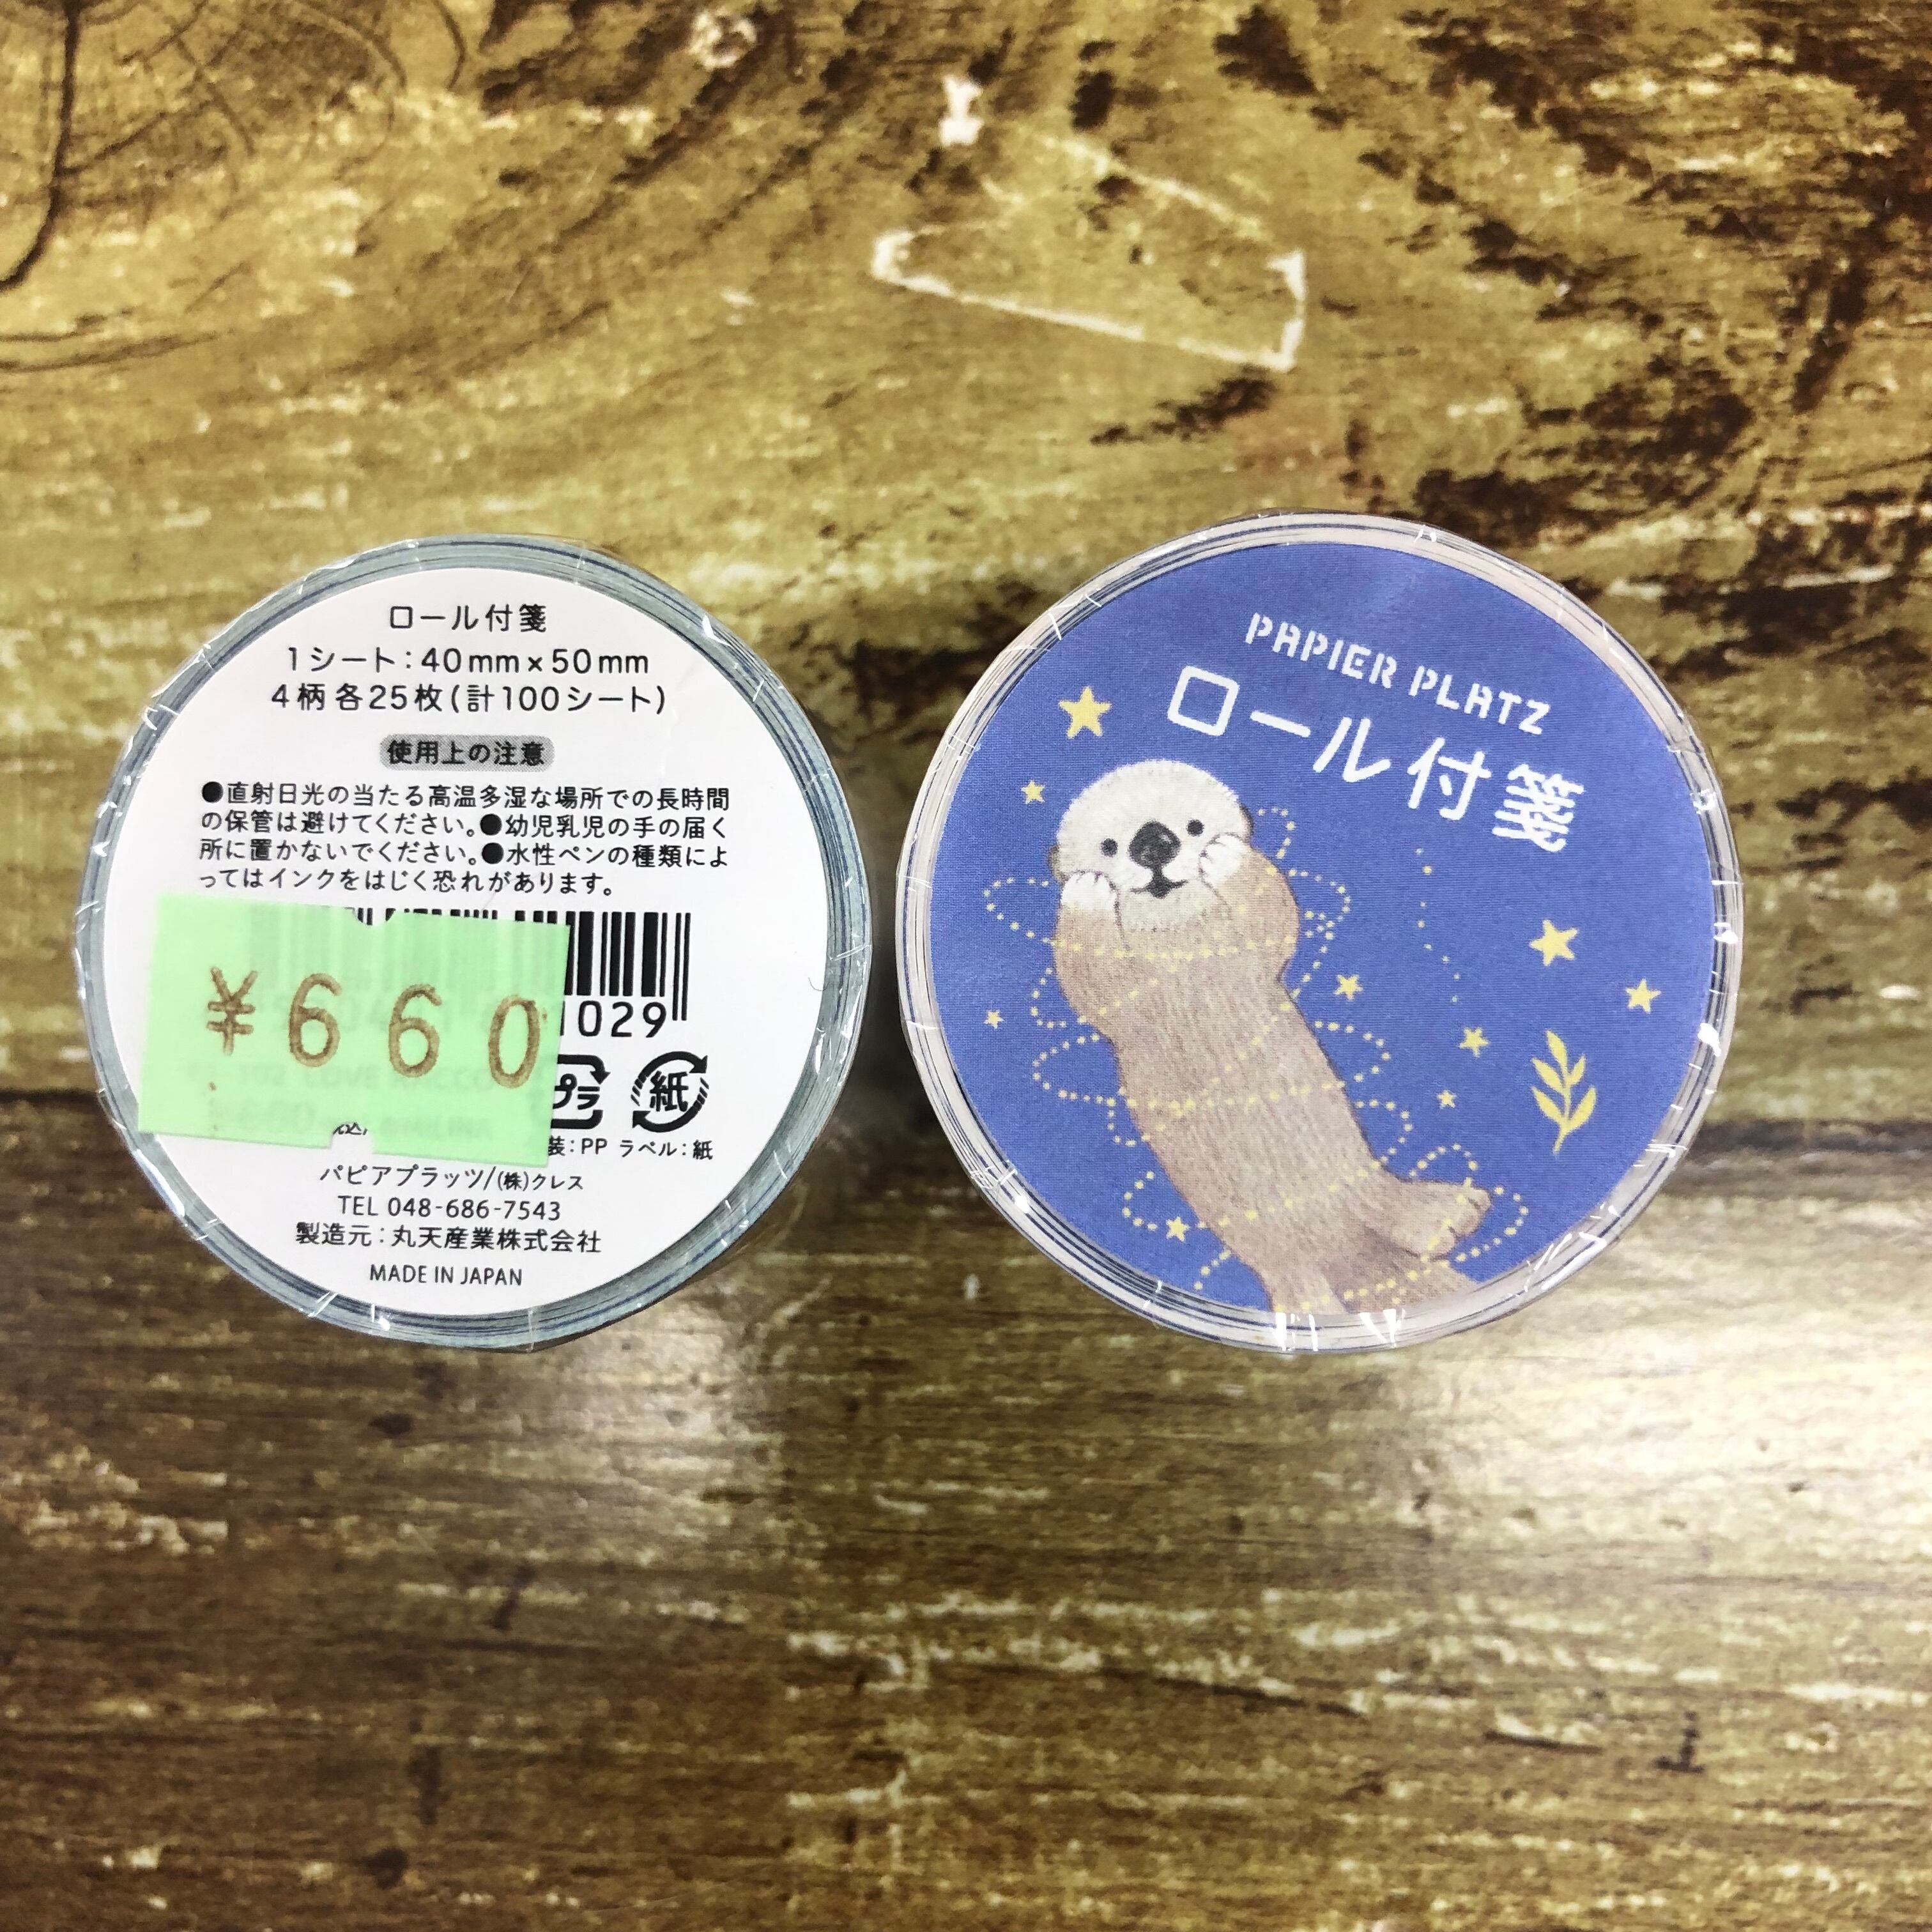 ロール付箋
1シート:40mm×50mm
4柄各25枚(計100シート)
使用上の注意
●直射日光の当たる高温多湿な場所での長時間
の保管は避けてください。●幼児乳児の手の届く
所に置かないでください。●水性ペンの種類によ
ってはインクをはじく恐れがあります。
¥660
1029
プラ 紙
装:PP ラベル:紙
パピアプラッツ/(株)クレス
TEL 048-686-7543
製造元:丸天産業株式会社
MADE IN JAPAN
PAPIER PLATZ
ロール付箋